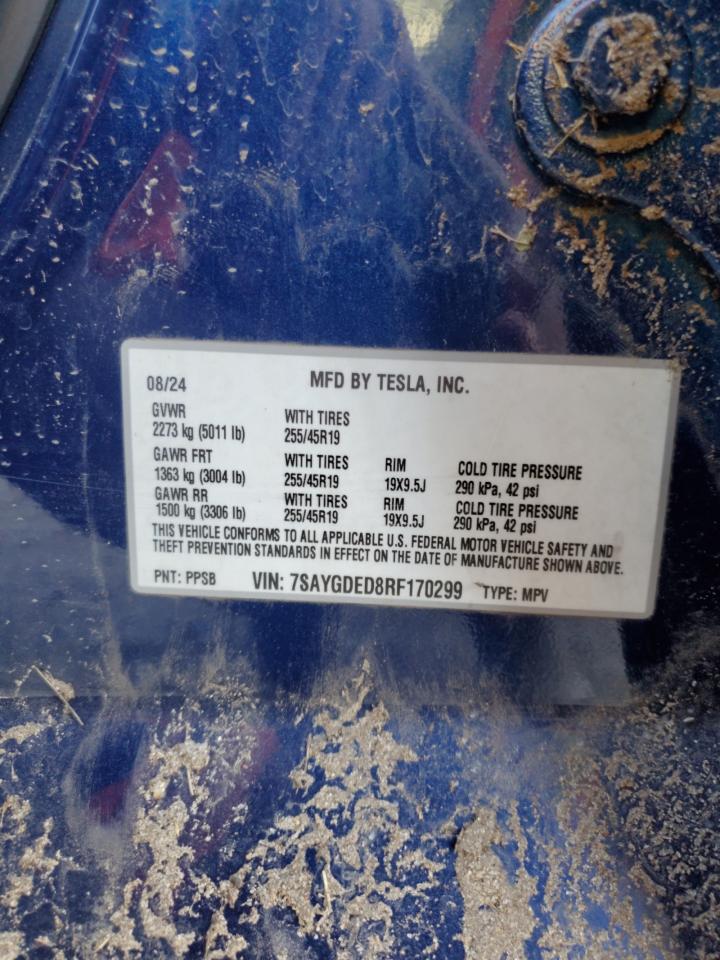 08/24 MFD BY TESLA, INC.
GVWR
2273 kg (5011 lb)
WITH TIRES
255/45R19
GAWR FRT
1363 kg (3004 lb)
WITH TIRES
255/45R19
RIM
19X9.5J
COLD TIRE PRESSURE
290 kPa, 42 psi
GAWR RR
1500 kg (3306 lb)
WITH TIRES
255/45R19
RIM
19X9.5J
COLD TIRE PRESSURE
290 kPa, 42 psi
THIS VEHICLE CONFORMS TO ALL APPLICABLE U.S. FEDERAL MOTOR VEHICLE SAFETY AND
THEFT PREVENTION STANDARDS IN EFFECT ON THE DATE OF MANUFACTURE SHOWN ABOVE.
PNT: PPSB VIN: 7SAYGDED8RF170299 TYPE: MPV